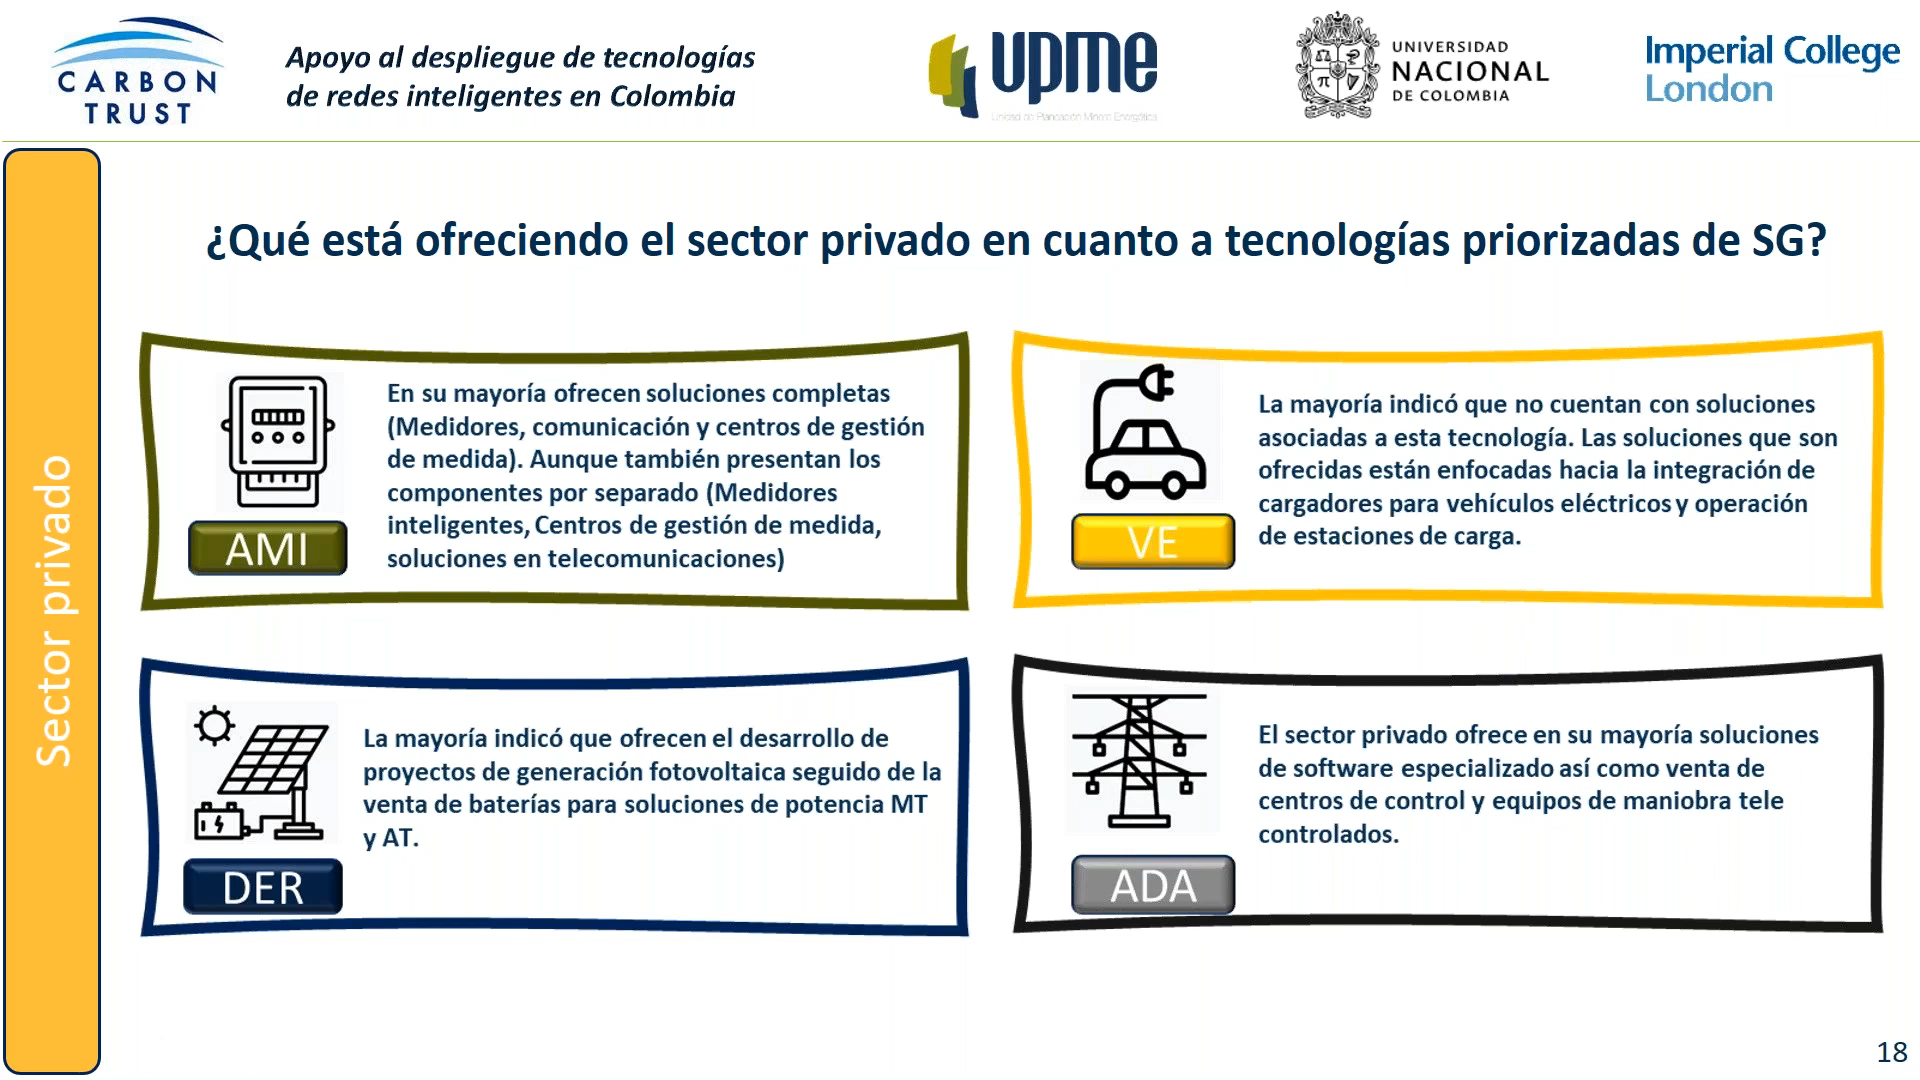 CARBON
TRUST
Apoyo al despliegue de tecnologías
de redes inteligentes en Colombia
upme
Unidad de Planeación Minero Energética
UNIVERSIDAD
NACIONAL
DE COLOMBIA
Imperial College
London
Sector privado
¿Qué está ofreciendo el sector privado en cuanto a tecnologías priorizadas de SG?
En su mayoría ofrecen soluciones completas
(Medidores, comunicación y centros de gestión
de medida). Aunque también presentan los
componentes por separado (Medidores
inteligentes, Centros de gestión de medida,
soluciones en telecomunicaciones)
AMI
La mayoría indicó que no cuentan con soluciones
asociadas a esta tecnología. Las soluciones que son
ofrecidas están enfocadas hacia la integración de
cargadores para vehículos eléctricos y operación
de estaciones de carga.
VE
La mayoría indicó que ofrecen el desarrollo de
proyectos de generación fotovoltaica seguido de la
venta de baterías para soluciones de potencia MT
y AT.
DER
El sector privado ofrece en su mayoría soluciones
de software especializado así como venta de
centros de control y equipos de maniobra tele
controlados.
ADA
18